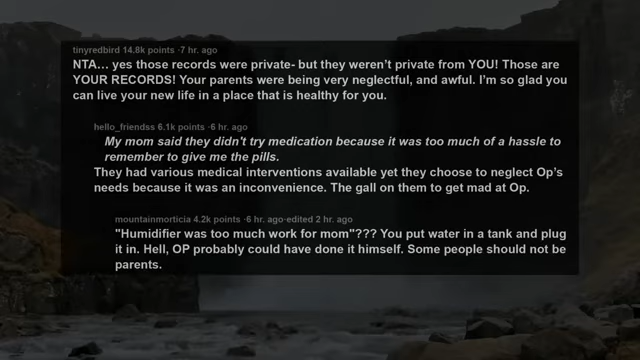 tinyredbird 14.8k points ·7 hr. ago
NTA... yes those records were private- but they weren't private from YOU! Those are
YOUR RECORDS! Your parents were being very neglectful, and awful. I'm so glad you
can live your new life in a place that is healthy for you.
hello_friendss 6.1k points ·6 hr. ago
My mom said they didn't try medication because it was too much of a hassle to
remember to give me the pills.
They had various medical interventions available yet they choose to neglect Op's
needs because it was an inconvenience. The gall on them to get mad at Op.
mountainmorticia 4.2k points ·6 hr. ago·edited 2 hr. ago
"Humidifier was too much work for mom"??? You put water in a tank and plug
it in. Hell, OP probably could have done it himself. Some people should not be
parents.